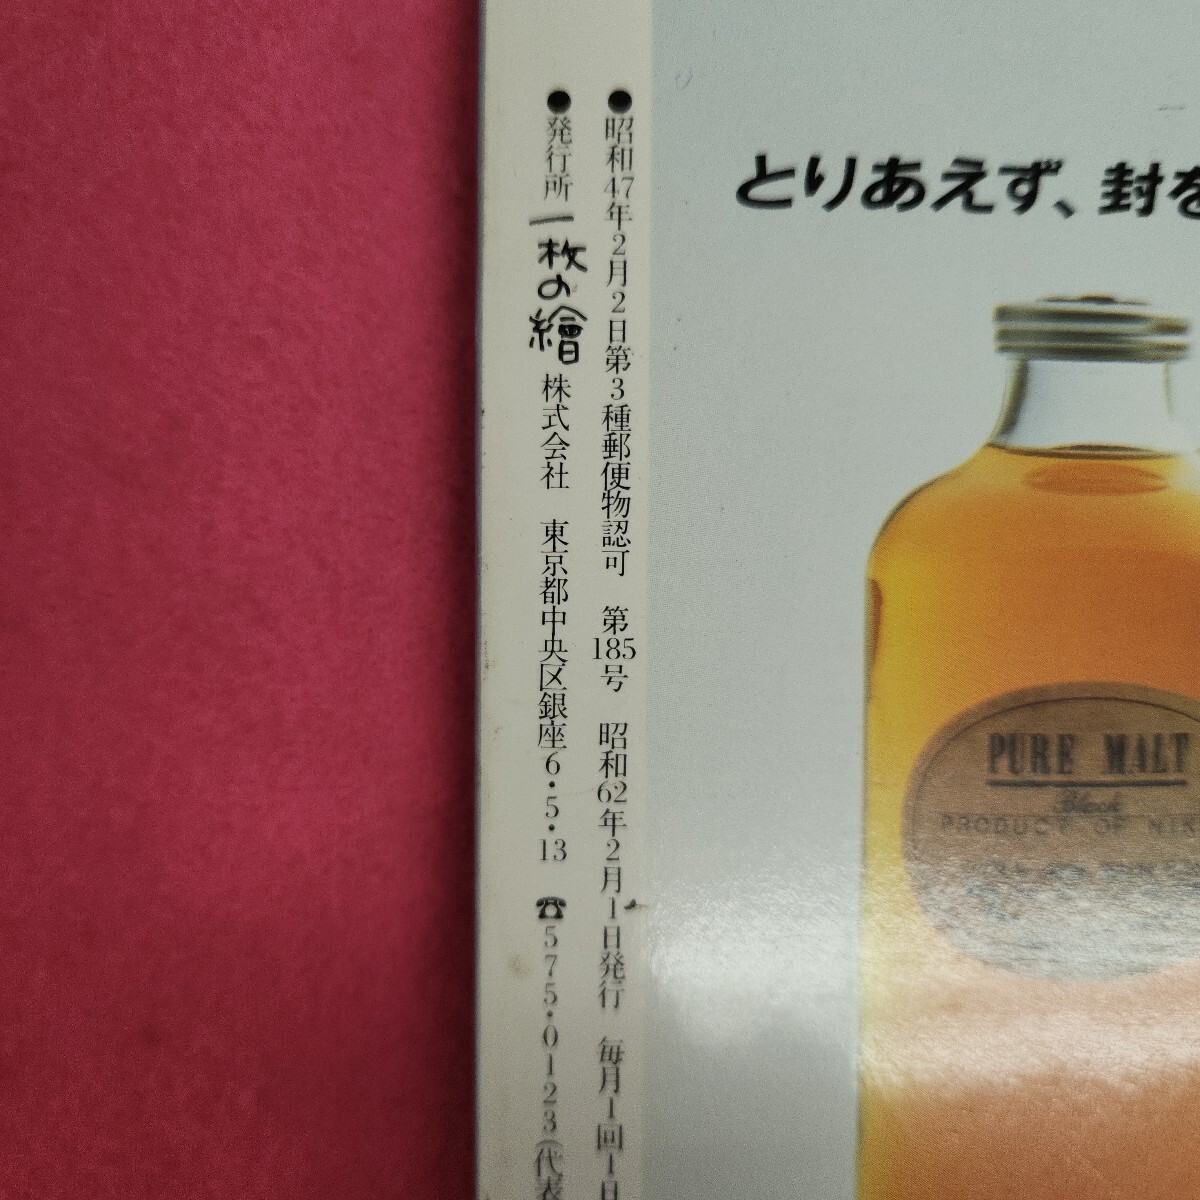 ●昭和47年2月2日第3種郵便物認可　第185号　昭和62年2月1日発行　毎月1回1日
●発行所 一枚の繪 株式会社　東京都中央区銀座6・5・13　☎575・0123(代表
とりあえず、封を
PURE MALT
Black
PRODUCT OF NIS